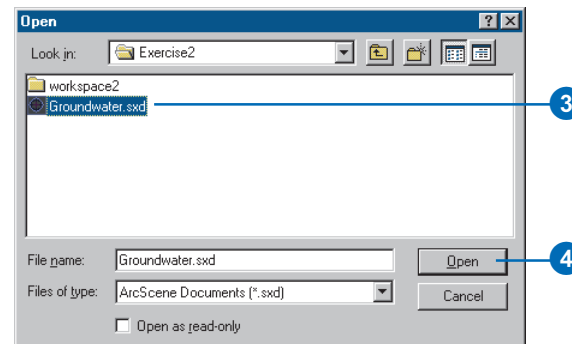 Open
Look in: Exercise2
workspace2
Groundwater.sxd
3
File name: Groundwater.sxd
Open
4
Files of type: ArcScene Documents (*.sxd)
Cancel
Open as read-only